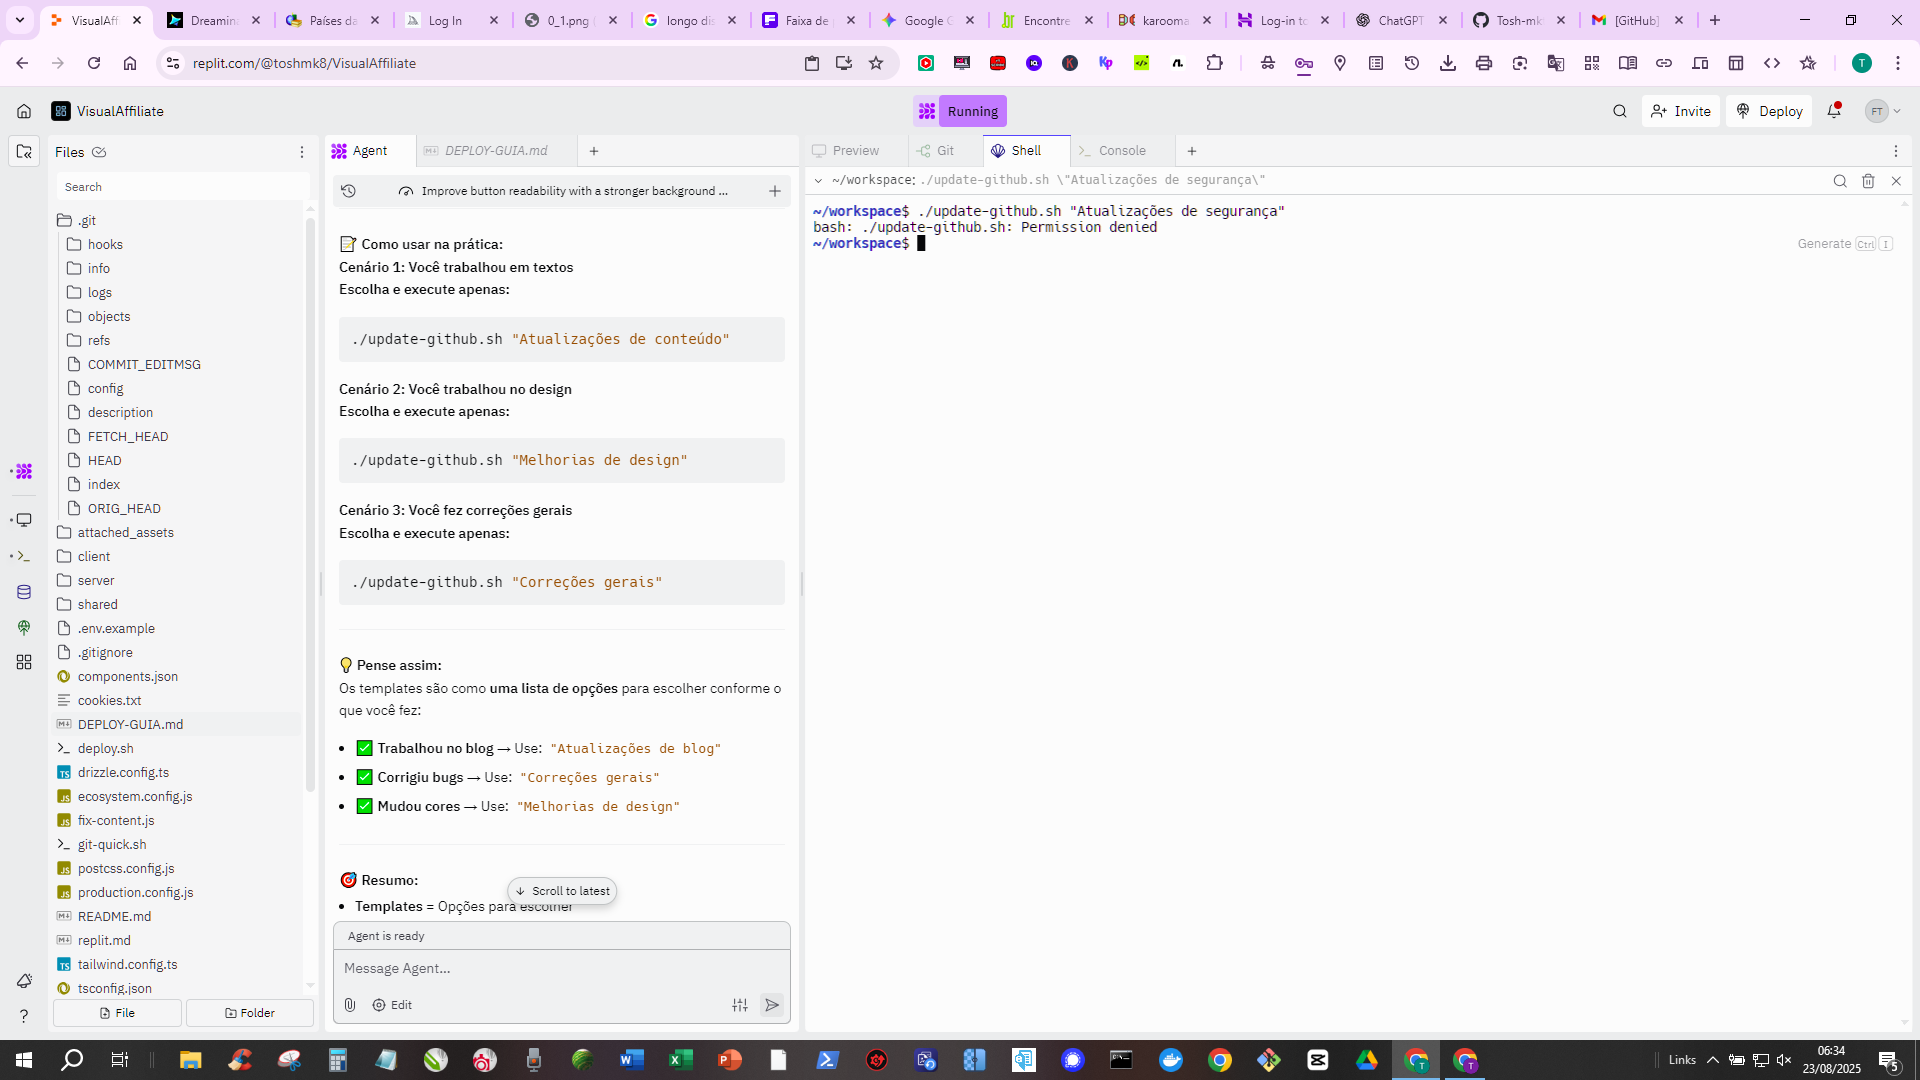 VisualAffi
Dreamina
Países da
Log In
0_1.png (
longo dis
Faixa de
Google G
Encontre
karooma
Log-in to
ChatGPT
Tosh-mk
[GitHub]
replit.com/@toshmk8/VisualAffiliate
T
VisualAffiliate
Running
Invite
Deploy
FT
Files
Search
.git
hooks
info
logs
objects
refs
COMMIT_EDITMSG
config
description
FETCH_HEAD
HEAD
index
ORIG_HEAD
attached_assets
client
server
shared
.env.example
.gitignore
components.json
cookies.txt
DEPLOY-GUIA.md
deploy.sh
drizzle.config.ts
ecosystem.config.js
fix-content.js
git-quick.sh
postcss.config.js
production.config.js
README.md
replit.md
tailwind.config.ts
tsconfig.json
File
Folder
Agent
DEPLOY-GUIA.md
Improve button readability with a stronger background ...
📝 Como usar na prática:
Cenário 1: Você trabalhou em textos
Escolha e execute apenas:
./update-github.sh "Atualizações de conteúdo"
Cenário 2: Você trabalhou no design
Escolha e execute apenas:
./update-github.sh "Melhorias de design"
Cenário 3: Você fez correções gerais
Escolha e execute apenas:
./update-github.sh "Correções gerais"
💡 Pense assim:
Os templates são como uma lista de opções para escolher conforme o
que você fez:
• ✅ Trabalhou no blog → Use: "Atualizações de blog"
• ✅ Corrigiu bugs → Use: "Correções gerais"
• ✅ Mudou cores → Use: "Melhorias de design"
🎯 Resumo:
• Templates = Opções para escolher
Scroll to latest
Agent is ready
Message Agent...
Edit
Preview
Git
Shell
Console
~/workspace: ./update-github.sh \"Atualizações de segurança\"
~/workspace$ ./update-github.sh "Atualizações de segurança"
bash: ./update-github.sh: Permission denied
~/workspace$
Generate Ctrl I
Links
06:34
23/08/2025
5